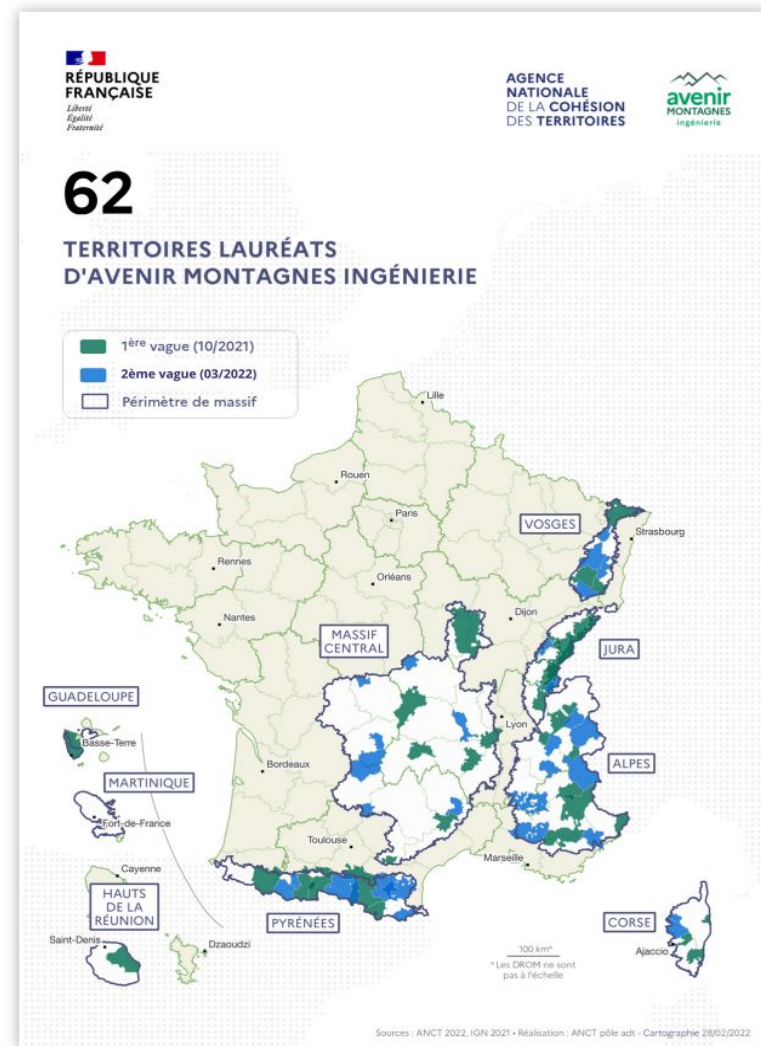 RÉPUBLIQUE
FRANÇAISE
Liberté
Égalité
Fraternité
AGENCE
NATIONALE
DE LA COHÉSION
DES TERRITOIRES
avenir
MONTAGNES
ingénierie
62
TERRITOIRES LAURÉATS
D'AVENIR MONTAGNES INGÉNIERIE
1ère vague (10/2021)
2ème vague (03/2022)
Périmètre de massif
Lille
Rouen
Paris
VOSGES
Strasbourg
Rennes
Orléans
Nantes
Dijon
MASSIF
CENTRAL
JURA
GUADELOUPE
Basse-Terre
Lyon
Bordeaux
ALPES
MARTINIQUE
Fort-de-France
Toulouse
Marseille
Cayenne
HAUTS
DE LA
RÉUNION
PYRÉNÉES
CORSE
Saint-Denis
Dzaoudzi
Ajaccio
100 km*
* Les DROM ne sont
pas à l'échelle
Sources : ANCT 2022, IGN 2021 • Réalisation : ANCT pôle adt - Cartographie 28/02/2022